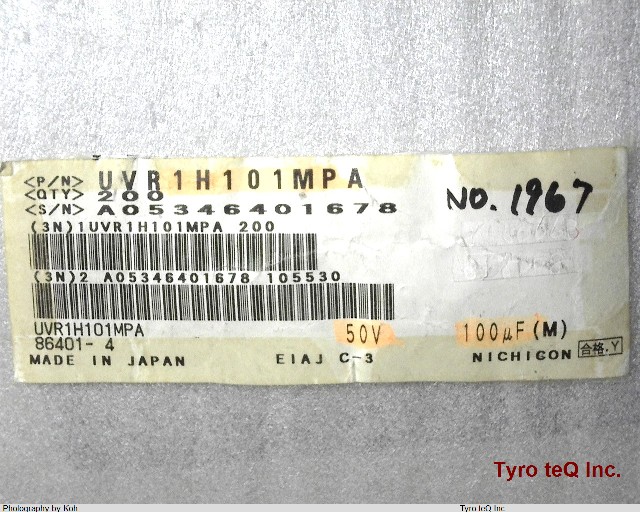 <P/N> UVR1H101MPA
<QTY> 200
<S/N> A05346401678
NO. 1967
(3N)1UVR1H101MPA 200
(3N)2 A05346401678 105530
UVR1H101MPA 50V 100µF(M)
86401- 4
MADE IN JAPAN EIAJ C-3 NICHICON 合格.Y
Tyro teQ Inc.
Photography by Koh Tyro teQ Inc